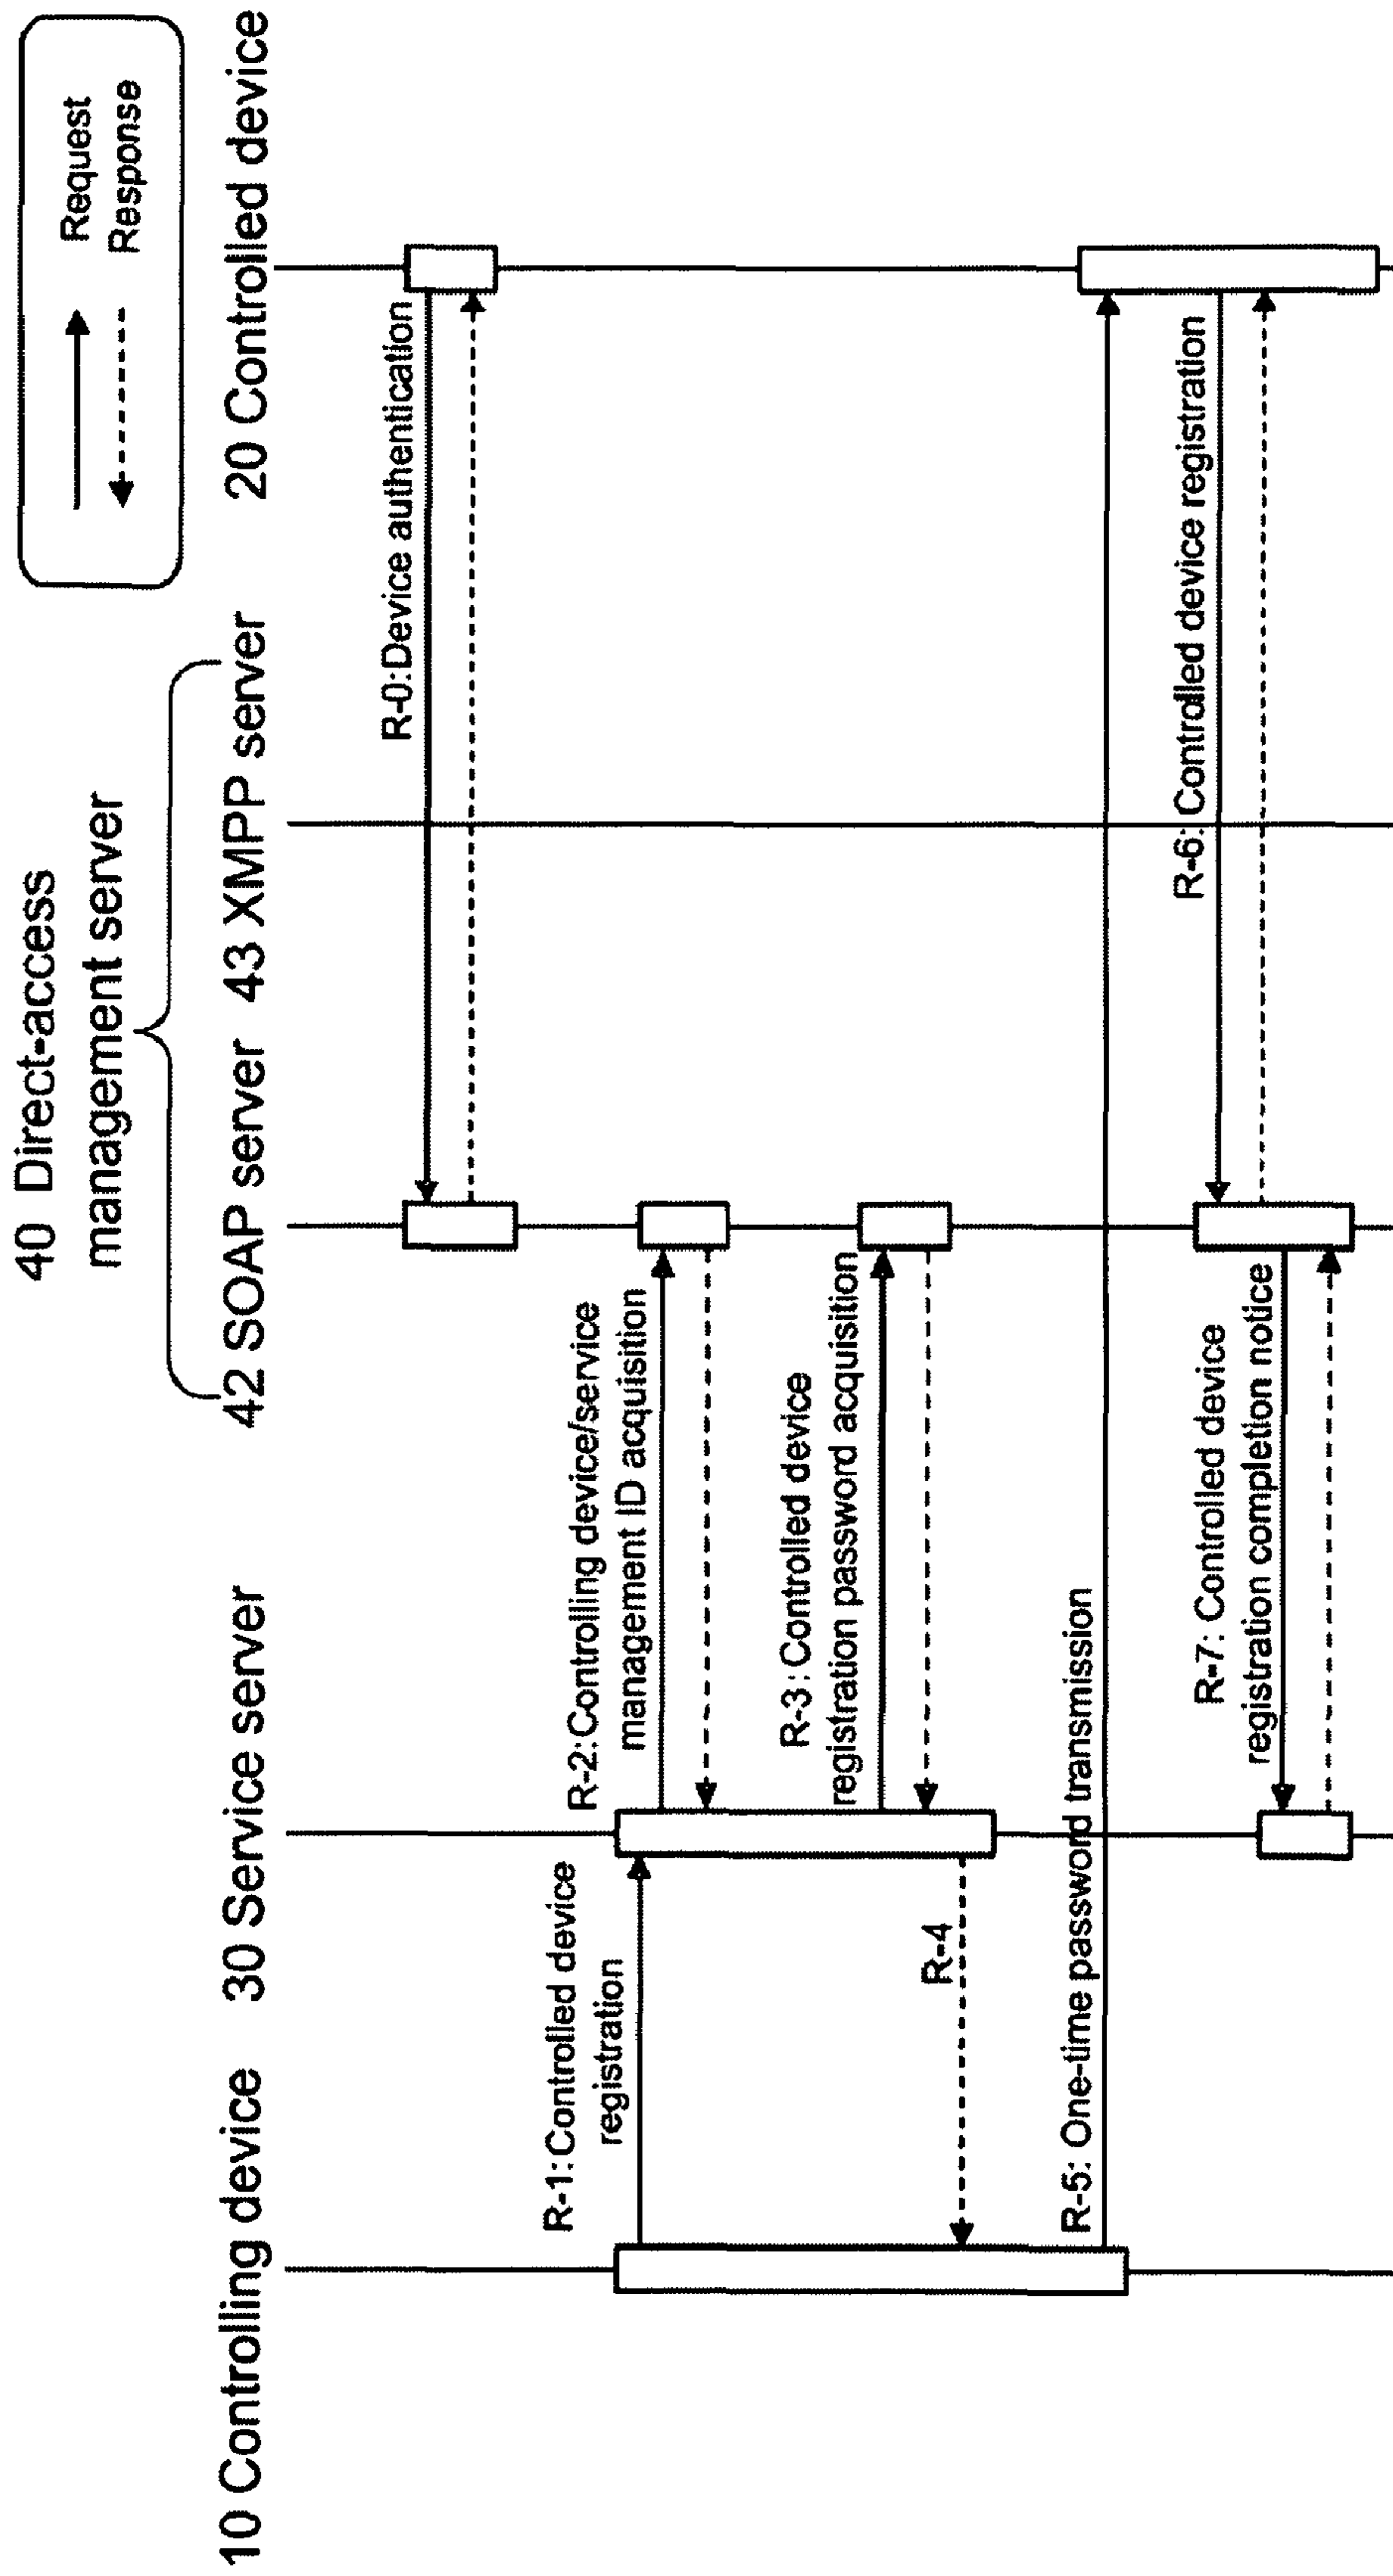 Request
Response
40 Direct-access
management server
10 Controlling device
30 Service server
42 SOAP server
43 XMPP server
20 Controlled device
R-0:Device authentication
R-1:Controlled device
registration
R-2:Controlling device/service
management ID acquisition
R-3:Controlled device
registration password acquisition
R-4
R-5: One-time password transmission
R-6: Controlled device registration
R-7: Controlled device
registration completion notice